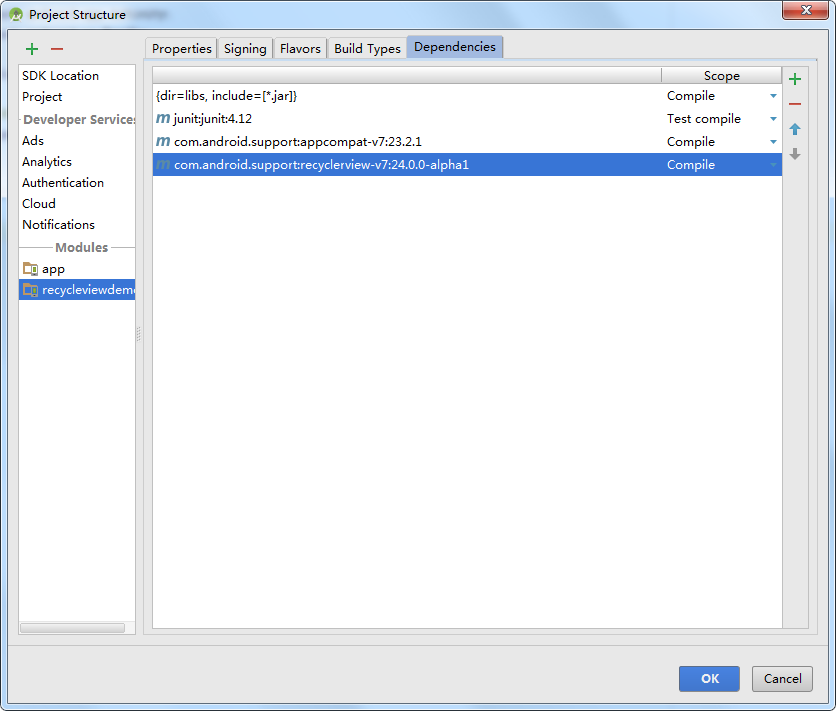 Project Structure
Properties Signing Flavors Build Types Dependencies
SDK Location
Project
Developer Services
Ads
Analytics
Authentication
Cloud
Notifications
Modules
app
recycleviewdem
Scope
{dir=libs, include=[*.jar]} Compile
m junit:junit:4.12 Test compile
m com.android.support:appcompat-v7:23.2.1 Compile
m com.android.support:recyclerview-v7:24.0.0-alpha1 Compile
OK Cancel